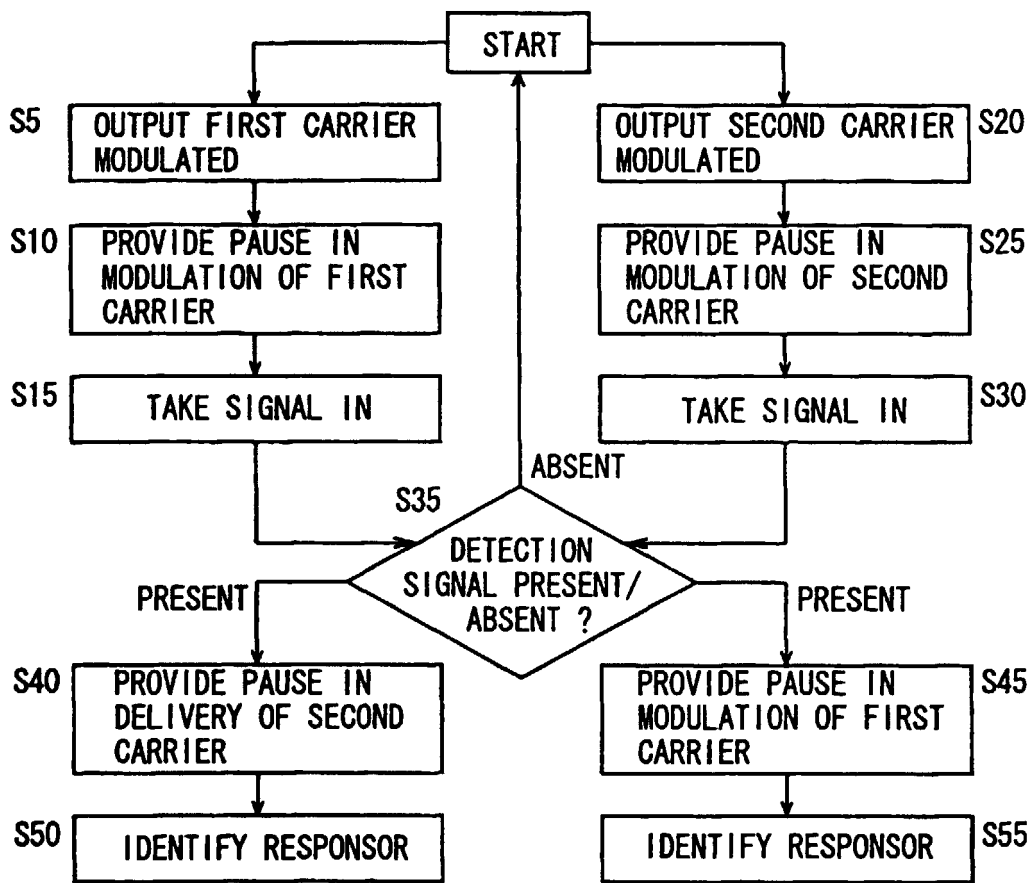 START
S5
OUTPUT FIRST CARRIER
MODULATED
OUTPUT SECOND CARRIER
MODULATED
S20
S10
PROVIDE PAUSE IN
MODULATION OF FIRST
CARRIER
PROVIDE PAUSE IN
MODULATION OF SECOND
CARRIER
S25
S15
TAKE SIGNAL IN
TAKE SIGNAL IN
S30
ABSENT
S35
DETECTION
SIGNAL PRESENT/
ABSENT ?
PRESENT
PRESENT
S40
PROVIDE PAUSE IN
DELIVERY OF SECOND
CARRIER
PROVIDE PAUSE IN
MODULATION OF FIRST
CARRIER
S45
S50
IDENTIFY RESPONSOR
IDENTIFY RESPONSOR
S55